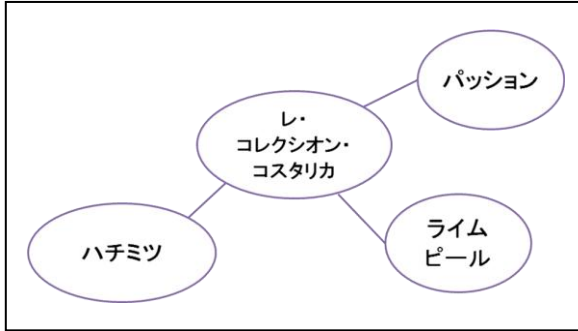 パッション
レ・
コレクシオン・
コスタリカ
ハチミツ
ライム
ピール